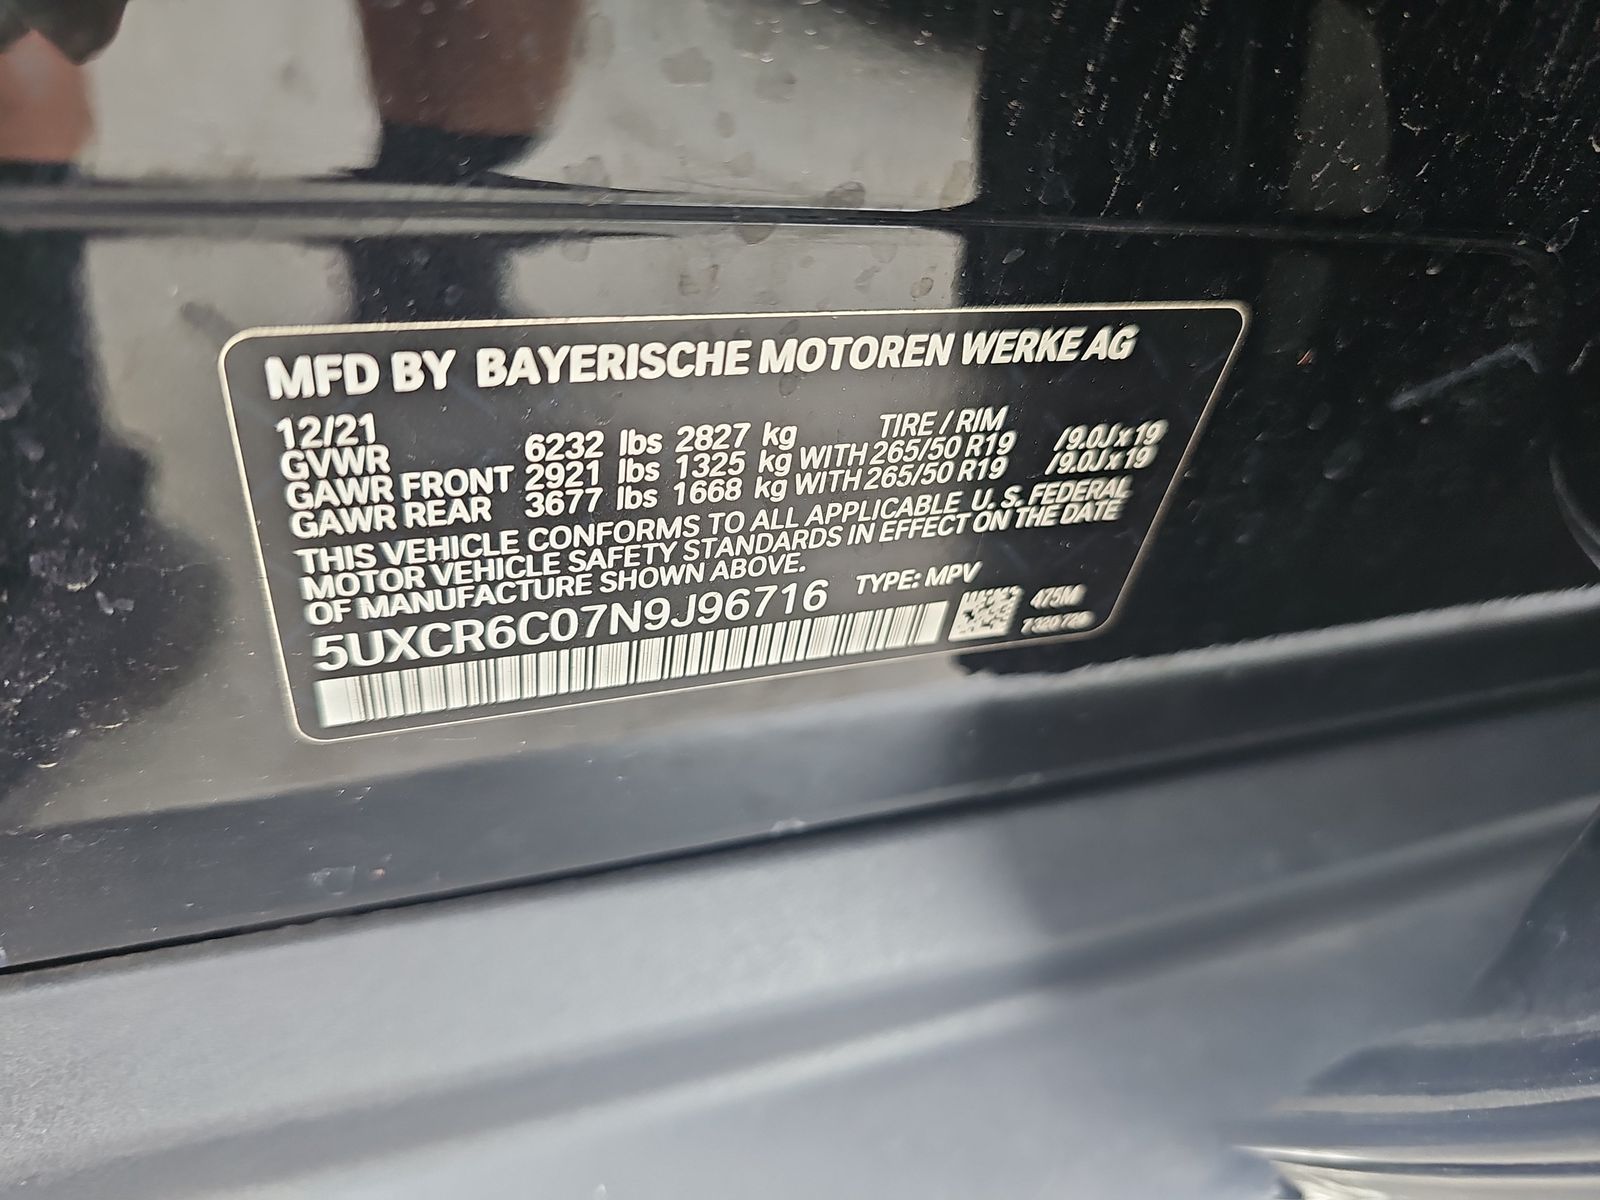 MFD BY BAYERISCHE MOTOREN WERKE AG
12/21 TIRE / RIM
GVWR 6232 lbs 2827 kg
GAWR FRONT 2921 lbs 1325 kg WITH 265/50 R19 /9.0J x 19
GAWR REAR 3677 lbs 1668 kg WITH 265/50 R19 /9.0J x 19
THIS VEHICLE CONFORMS TO ALL APPLICABLE U. S. FEDERAL
MOTOR VEHICLE SAFETY STANDARDS IN EFFECT ON THE DATE
OF MANUFACTURE SHOWN ABOVE.
5UXCR6C07N9J96716 TYPE: MPV
475M